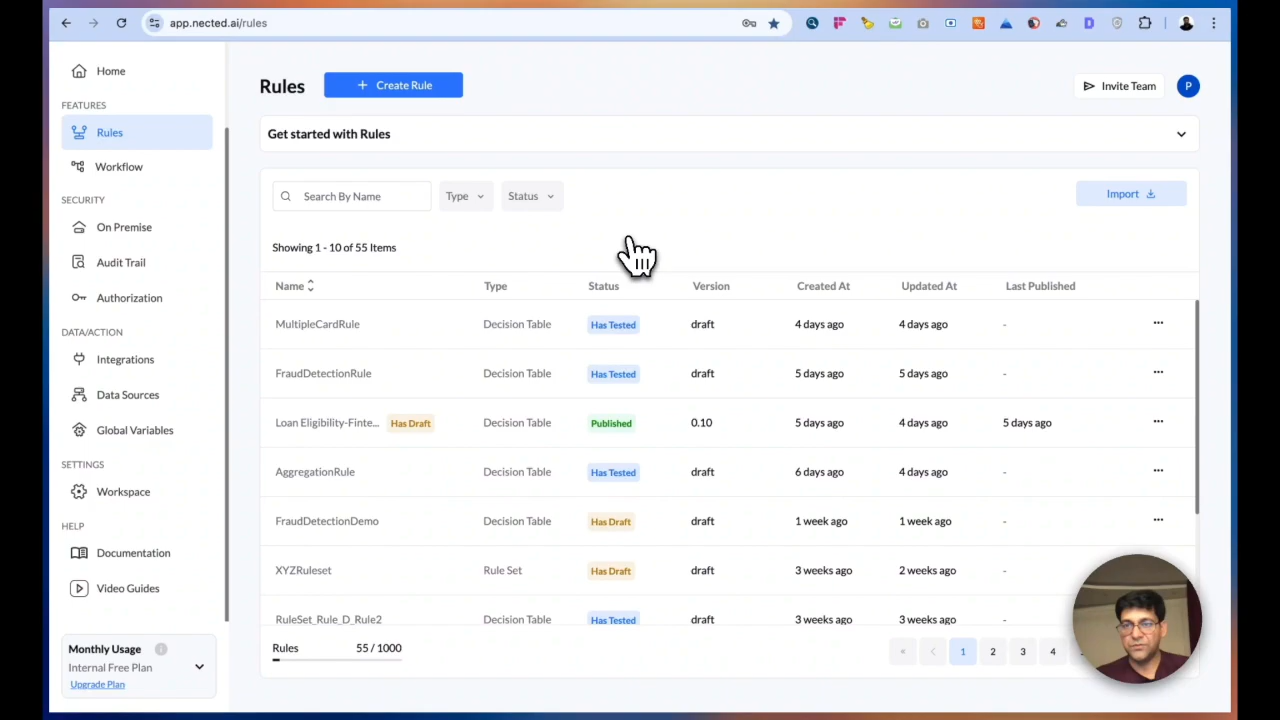 app.nected.ai/rules
Home
FEATURES
Rules
Workflow
SECURITY
On Premise
Audit Trail
Authorization
DATA/ACTION
Integrations
Data Sources
Global Variables
SETTINGS
Workspace
HELP
Documentation
Video Guides
Monthly Usage
Internal Free Plan
Upgrade Plan
Rules + Create Rule Invite Team P
Get started with Rules
Search By Name Type Status Import
Showing 1 - 10 of 55 Items
Name Type Status Version Created At Updated At Last Published
MultipleCardRule Decision Table Has Tested draft 4 days ago 4 days ago -
FraudDetectionRule Decision Table Has Tested draft 5 days ago 5 days ago -
Loan Eligibility-Finte... Has Draft Decision Table Published 0.10 5 days ago 4 days ago 5 days ago
AggregationRule Decision Table Has Tested draft 6 days ago 4 days ago -
FraudDetectionDemo Decision Table Has Draft draft 1 week ago 1 week ago -
XYZRuleset Rule Set Has Draft draft 3 weeks ago 2 weeks ago -
RuleSet_Rule_D_Rule2 Decision Table Has Tested draft 3 weeks ago 3 weeks ago -
Rules 55 / 1000 « < 1 2 3 4